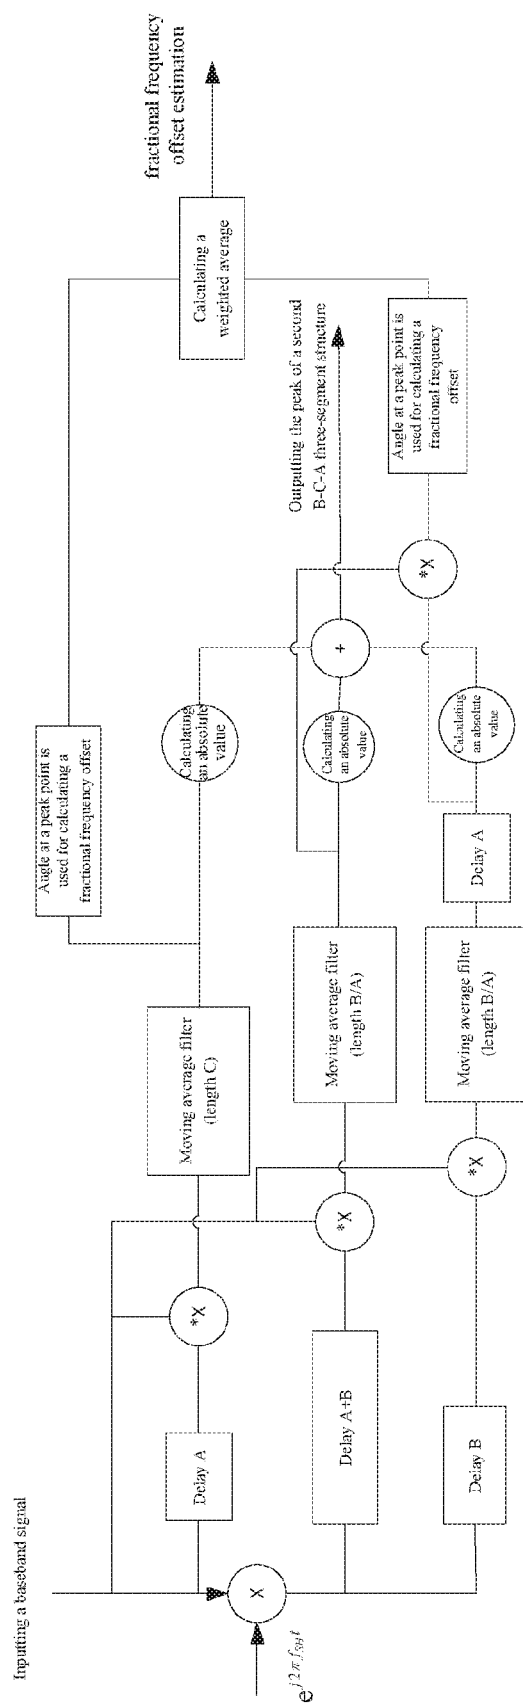 Inputting a baseband signal
e^{j2πf_{SH}t}
X
Delay A
Delay A+B
Delay B
*X
*X
*X
Moving average filter
(length C)
Moving average filter
(length B/A)
Moving average filter
(length B/A)
Delay A
Angle at a peak point is
used for calculating a
fractional frequency offset
Calculating
an absolute
value
Calculating
an absolute
value
Calculating
an absolute
value
+
*X
Outputting the peak of a second
B-C-A three-segment structure
Angle at a peak point is
used for calculating a
fractional frequency
offset
Calculating a
weighted average
fractional frequency
offset estimation